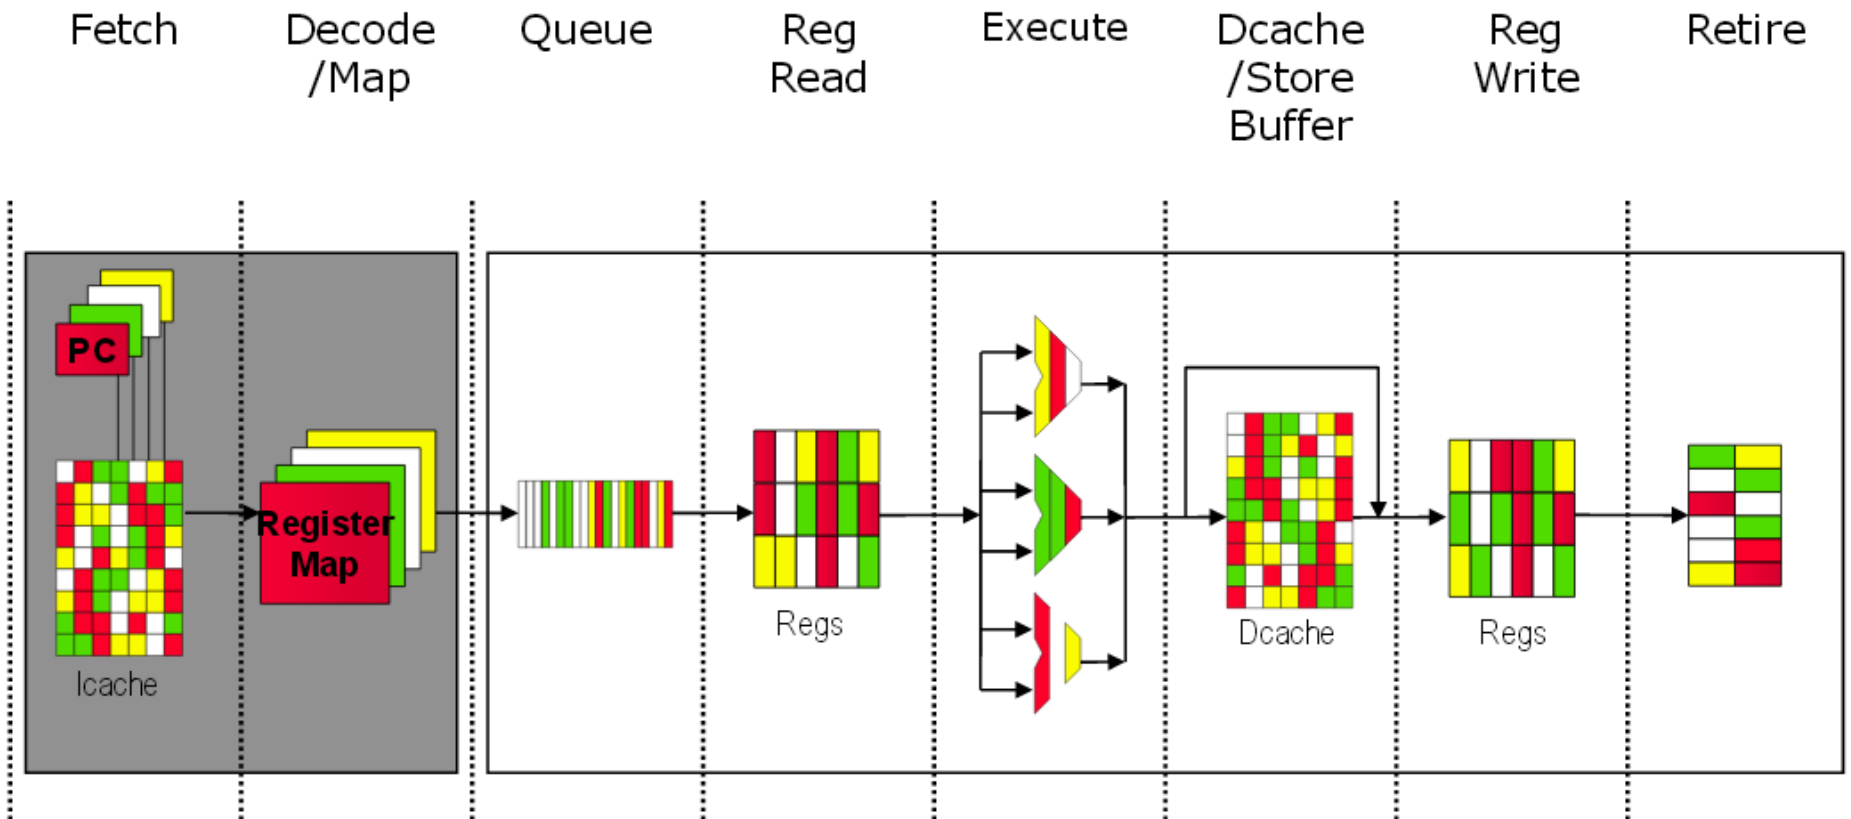 Fetch
Decode
/Map
Queue
Reg
Read
Execute
Dcache
/Store
Buffer
Reg
Write
Retire
PC
Register
Map
Icache
Regs
Dcache
Regs